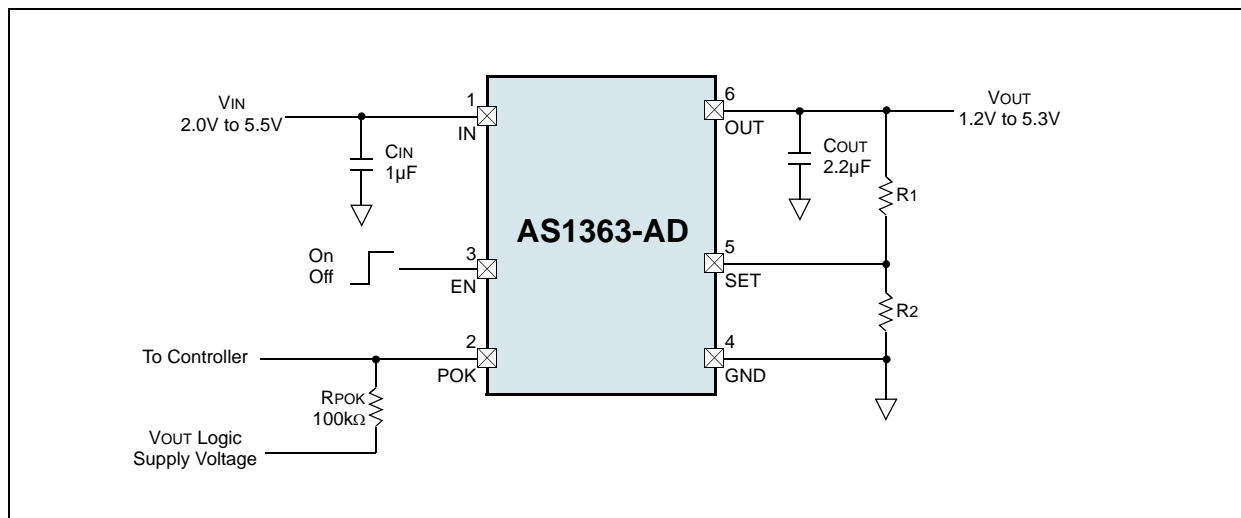 VIN
2.0V to 5.5V
1
IN
CIN
1µF
On
Off
3
EN
To Controller
2
POK
RPOK
100kΩ
VOUT Logic
Supply Voltage
AS1363-AD
6
OUT
VOUT
1.2V to 5.3V
COUT
2.2µF
R1
5
SET
R2
4
GND